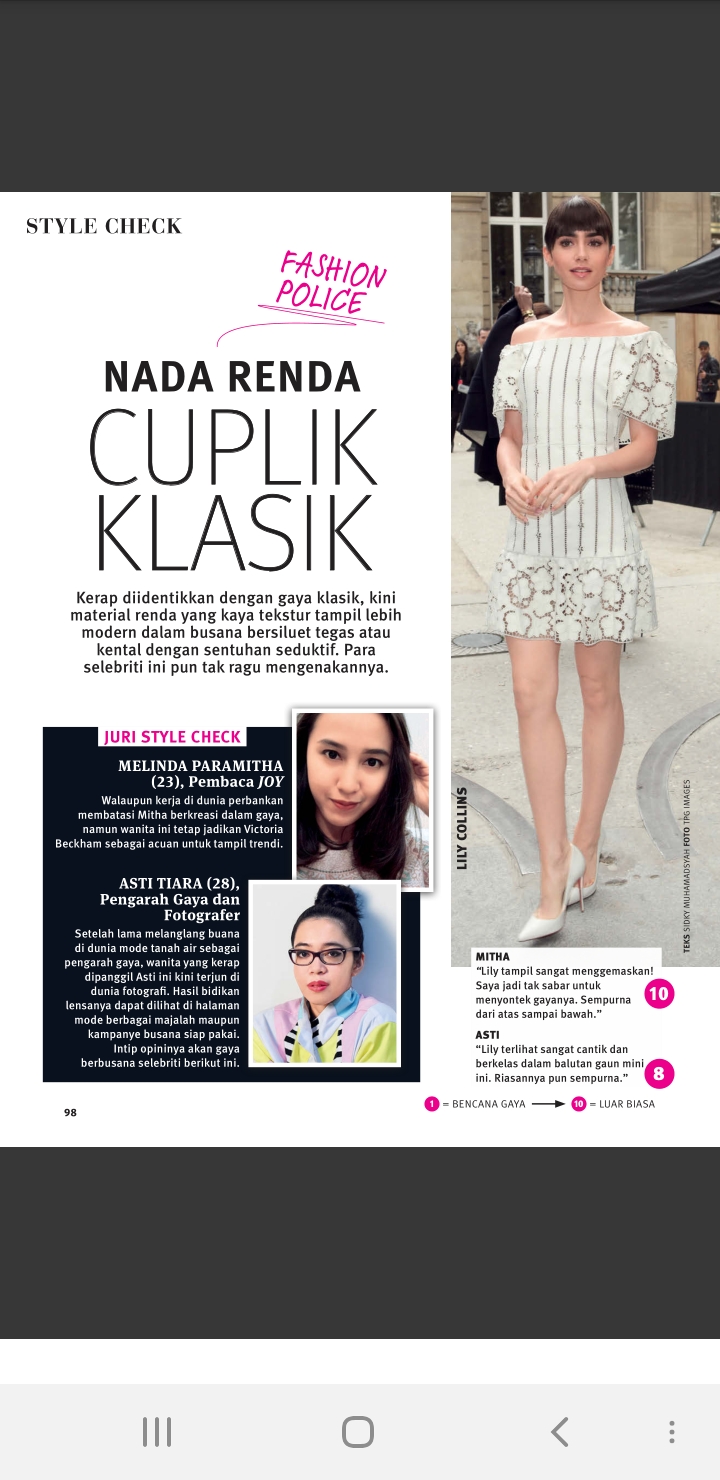 STYLE CHECK
FASHION
POLICE
NADA RENDA
CUPLIK
KLASIK
Kerap diidentikkan dengan gaya klasik, kini
material renda yang kaya tekstur tampil lebih
modern dalam busana bersiluet tegas atau
kental dengan sentuhan seduktif. Para
selebriti ini pun tak ragu mengenakannya.
JURI STYLE CHECK
MELINDA PARAMITHA
(23), Pembaca JOY
Walaupun kerja di dunia perbankan
membatasi Mitha berkreasi dalam gaya,
namun wanita ini tetap jadikan Victoria
Beckham sebagai acuan untuk tampil trendi.
ASTI TIARA (28),
Pengarah Gaya dan
Fotografer
Setelah lama melanglang buana
di dunia mode tanah air sebagai
pengarah gaya, wanita yang kerap
dipanggil Asti ini kini terjun di
dunia fotografi. Hasil bidikan
lensanya dapat dilihat di halaman
mode berbagai majalah maupun
kampanye busana siap pakai.
Intip opininya akan gaya
berbusana selebriti berikut ini.
LILY COLLINS
TEKS SIDKY MUHAMADSYAH FOTO TPG IMAGES
MITHA
“Lily tampil sangat menggemaskan!
Saya jadi tak sabar untuk
menyontek gayanya. Sempurna
dari atas sampai bawah.”
10
ASTI
“Lily terlihat sangat cantik dan
berkelas dalam balutan gaun mini
ini. Riasannya pun sempurna.”
8
1 = BENCANA GAYA → 10 = LUAR BIASA
98